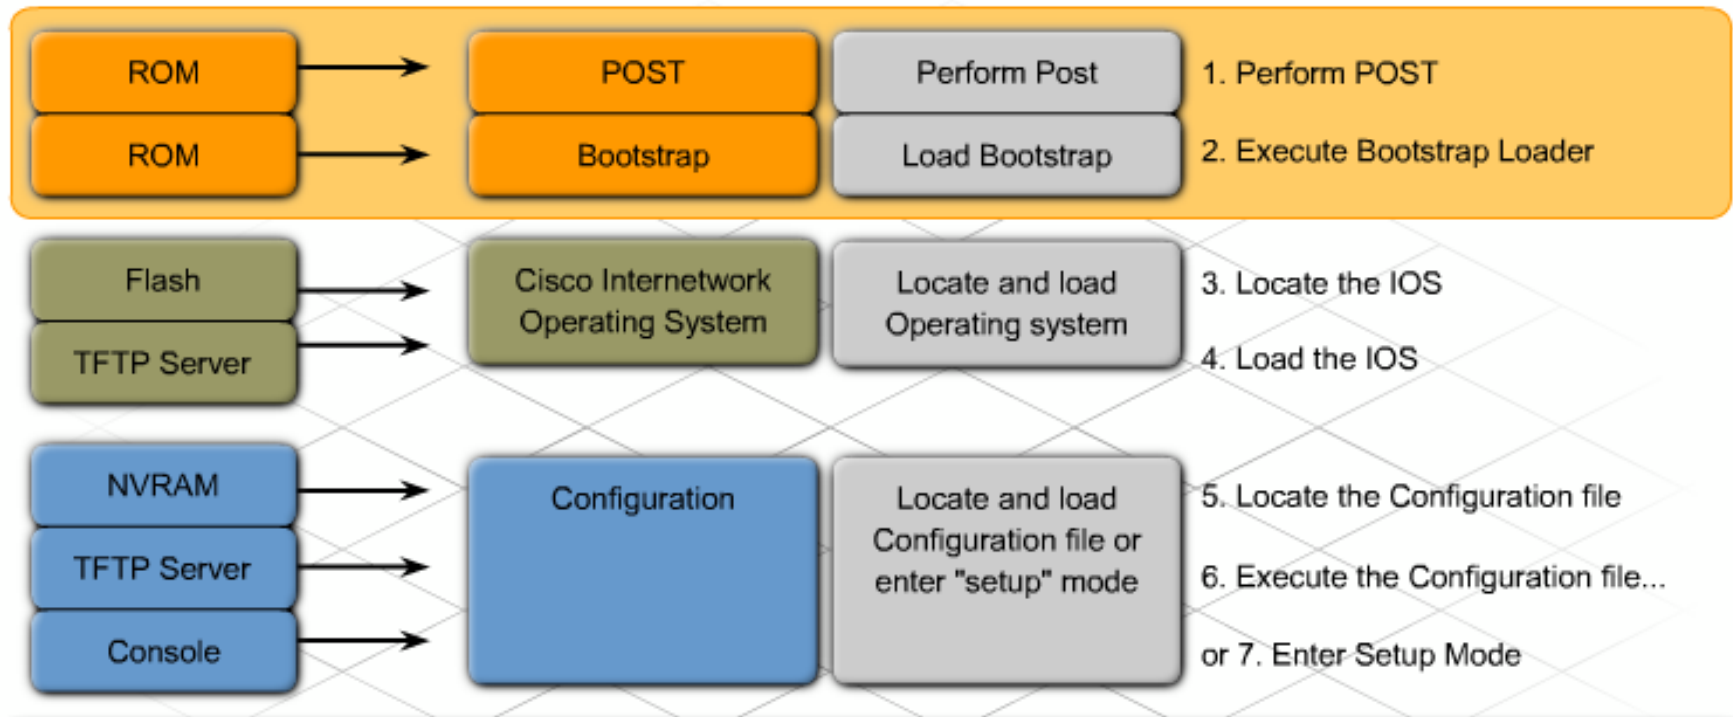 ROM
POST
Perform Post
1. Perform POST
ROM
Bootstrap
Load Bootstrap
2. Execute Bootstrap Loader
Flash
TFTP Server
Cisco Internetwork
Operating System
Locate and load
Operating system
3. Locate the IOS
4. Load the IOS
NVRAM
TFTP Server
Console
Configuration
Locate and load
Configuration file or
enter "setup" mode
5. Locate the Configuration file
6. Execute the Configuration file...
or 7. Enter Setup Mode